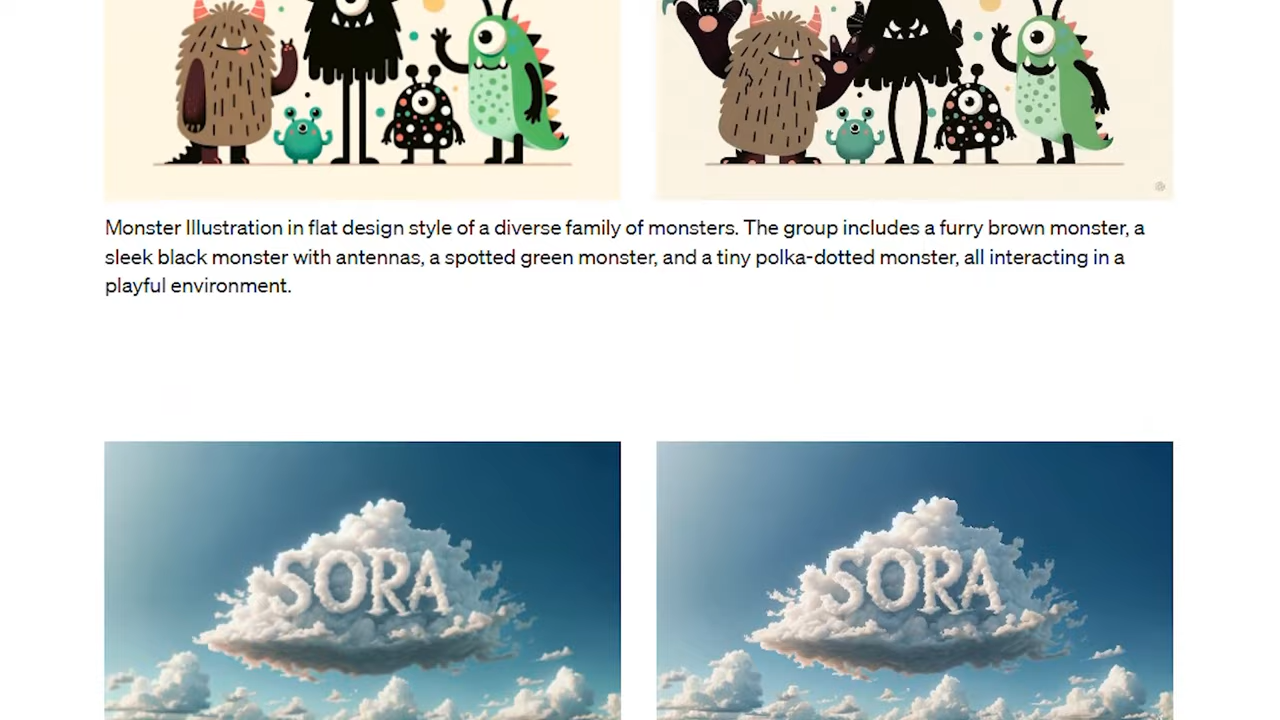 Monster Illustration in flat design style of a diverse family of monsters. The group includes a furry brown monster, a
sleek black monster with antennas, a spotted green monster, and a tiny polka-dotted monster, all interacting in a
playful environment.
SORA
SORA